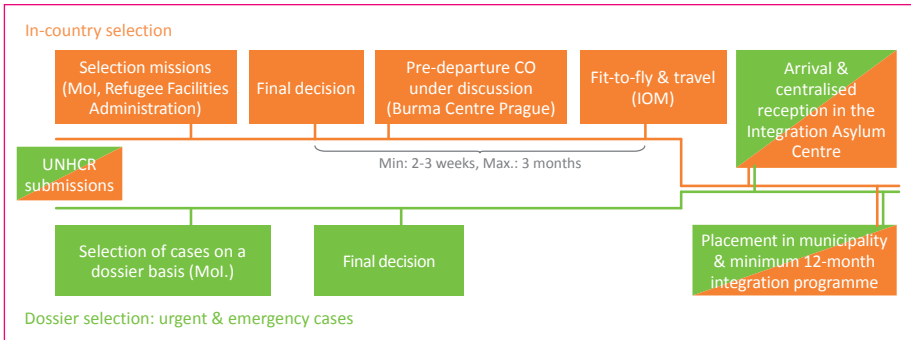 In-country selection
Selection missions
(MoI, Refugee Facilities
Administration)
Final decision
Pre-departure CO
under discussion
(Burma Centre Prague)
Fit-to-fly & travel
(IOM)
Arrival &
centralised
reception in the
Integration Asylum
Centre
Min: 2-3 weeks, Max.: 3 months
UNHCR
submissions
Selection of cases on a
dossier basis (MoI.)
Final decision
Placement in municipality
& minimum 12-month
integration programme
Dossier selection: urgent & emergency cases